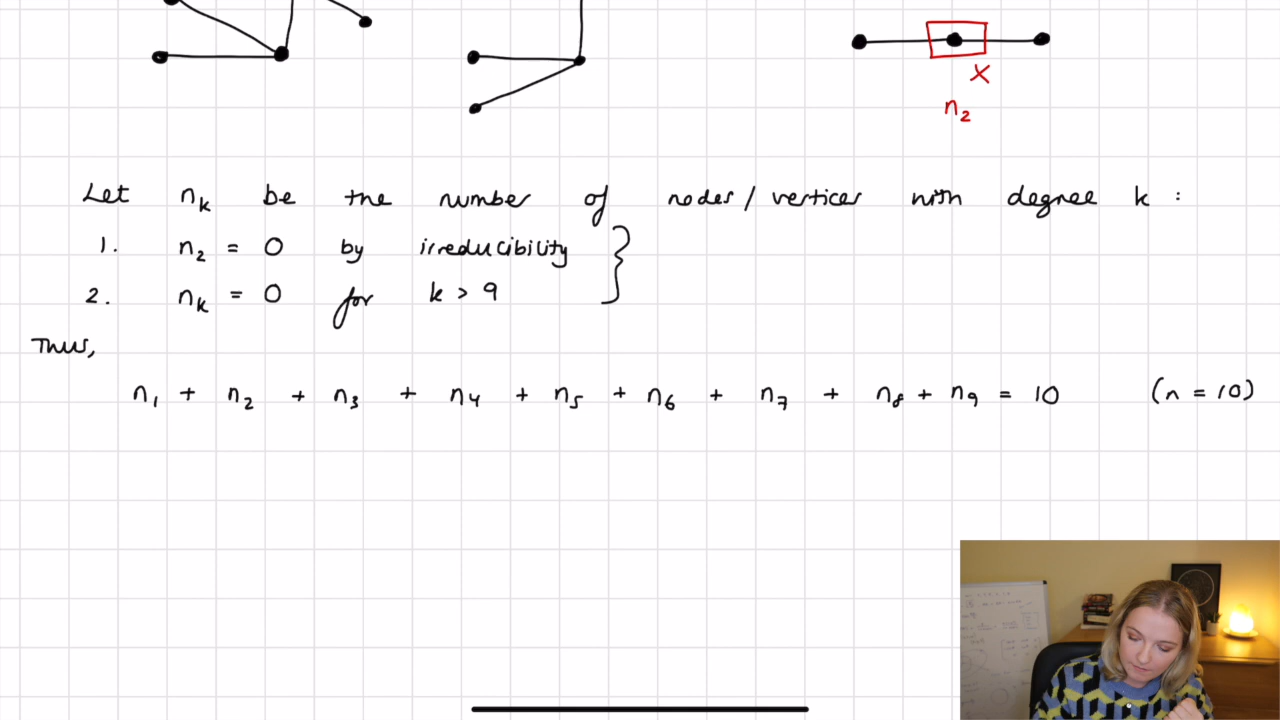 x
n₂
Let nₖ be the number of nodes / vertices with degree k :
1. n₂ = 0 by irreducibility
2. nₖ = 0 for k > 9
Thus,
n₁ + n₂ + n₃ + n₄ + n₅ + n₆ + n₇ + n₈ + n₉ = 10 (n = 10)